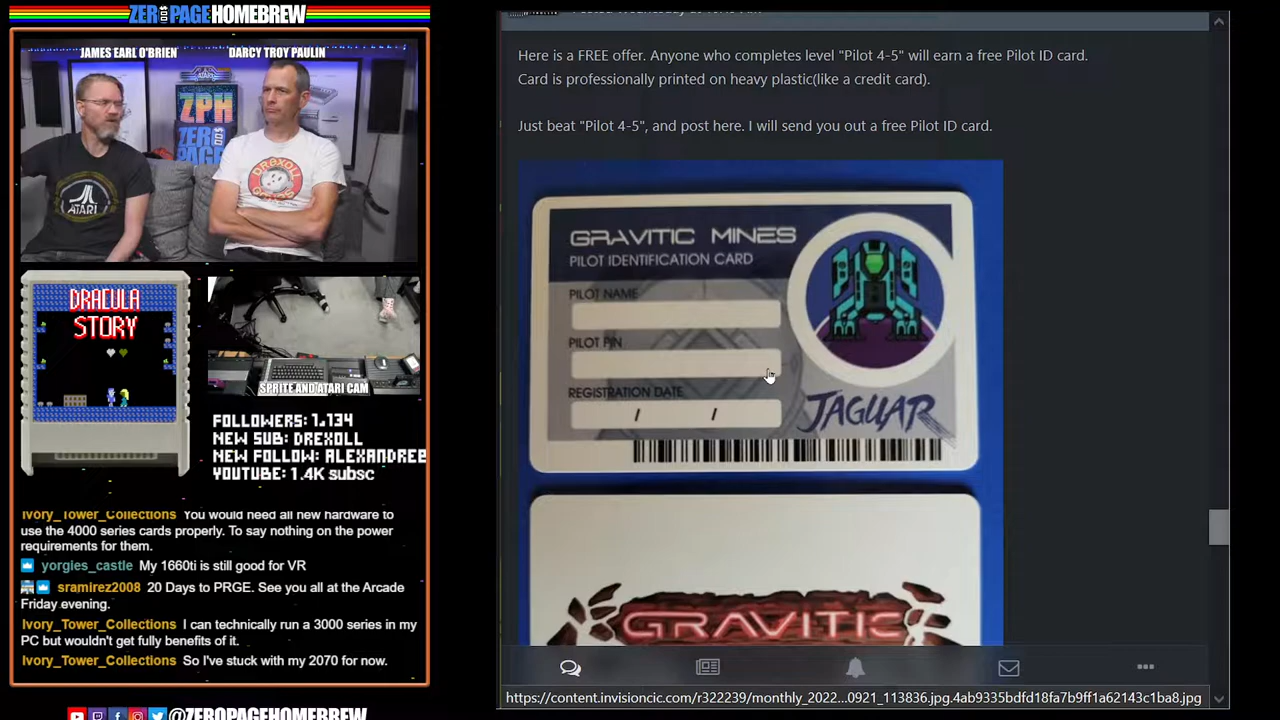 ZERO PAGE HOMEBREW
JAMES EARL O'BRIEN
DARCY TROY PAULIN
ATARI
ZPH
ZERO
PAGE
ATARI
DREXOLL
GAMES
DRACULA
STORY
SPRITE AND ATARI CAM
FOLLOWERS: 1,134
NEW SUB: DREXOLL
NEW FOLLOW: ALEXANDREB
YOUTUBE: 1.4K subsc
Ivory_Tower_Collections You would need all new hardware to
use the 4000 series cards properly. To say nothing on the power
requirements for them.
yorgies_castle My 1660ti is still good for VR
sramirez2008 20 Days to PRGE. See you all at the Arcade
Friday evening.
Ivory_Tower_Collections I can technically run a 3000 series in my
PC but wouldn't get fully benefits of it.
Ivory_Tower_Collections So I've stuck with my 2070 for now.
@ZEROPAGEHOMEBREW
Here is a FREE offer. Anyone who completes level "Pilot 4-5" will earn a free Pilot ID card.
Card is professionally printed on heavy plastic(like a credit card).
Just beat "Pilot 4-5", and post here. I will send you out a free Pilot ID card.
GRAVITIC MINES
PILOT IDENTIFICATION CARD
PILOT NAME
PILOT PIN
REGISTRATION DATE
/ /
JAGUAR
GRAVITIC
https://content.invisioncic.com/r322239/monthly_2022...0921_113836.jpg.4ab9335bdfd18fa7b9ff1a62143c1ba8.jpg